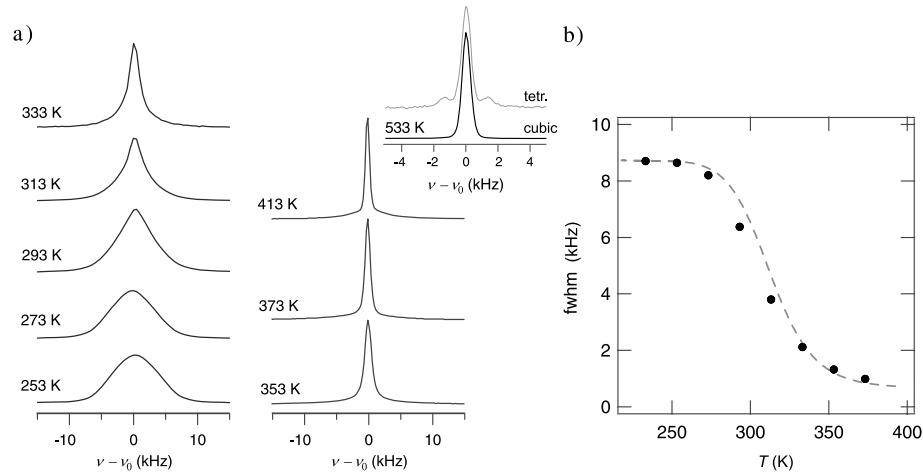 a)
333 K
313 K
293 K
273 K
253 K
-10 0 10
ν − ν0 (kHz)
413 K
373 K
353 K
-10 0 10
ν − ν0 (kHz)
tetr.
533 K cubic
-4 -2 0 2 4
ν − ν0 (kHz)
b)
10
8
6
4
2
0
fwhm (kHz)
250 300 350 400
T (K)